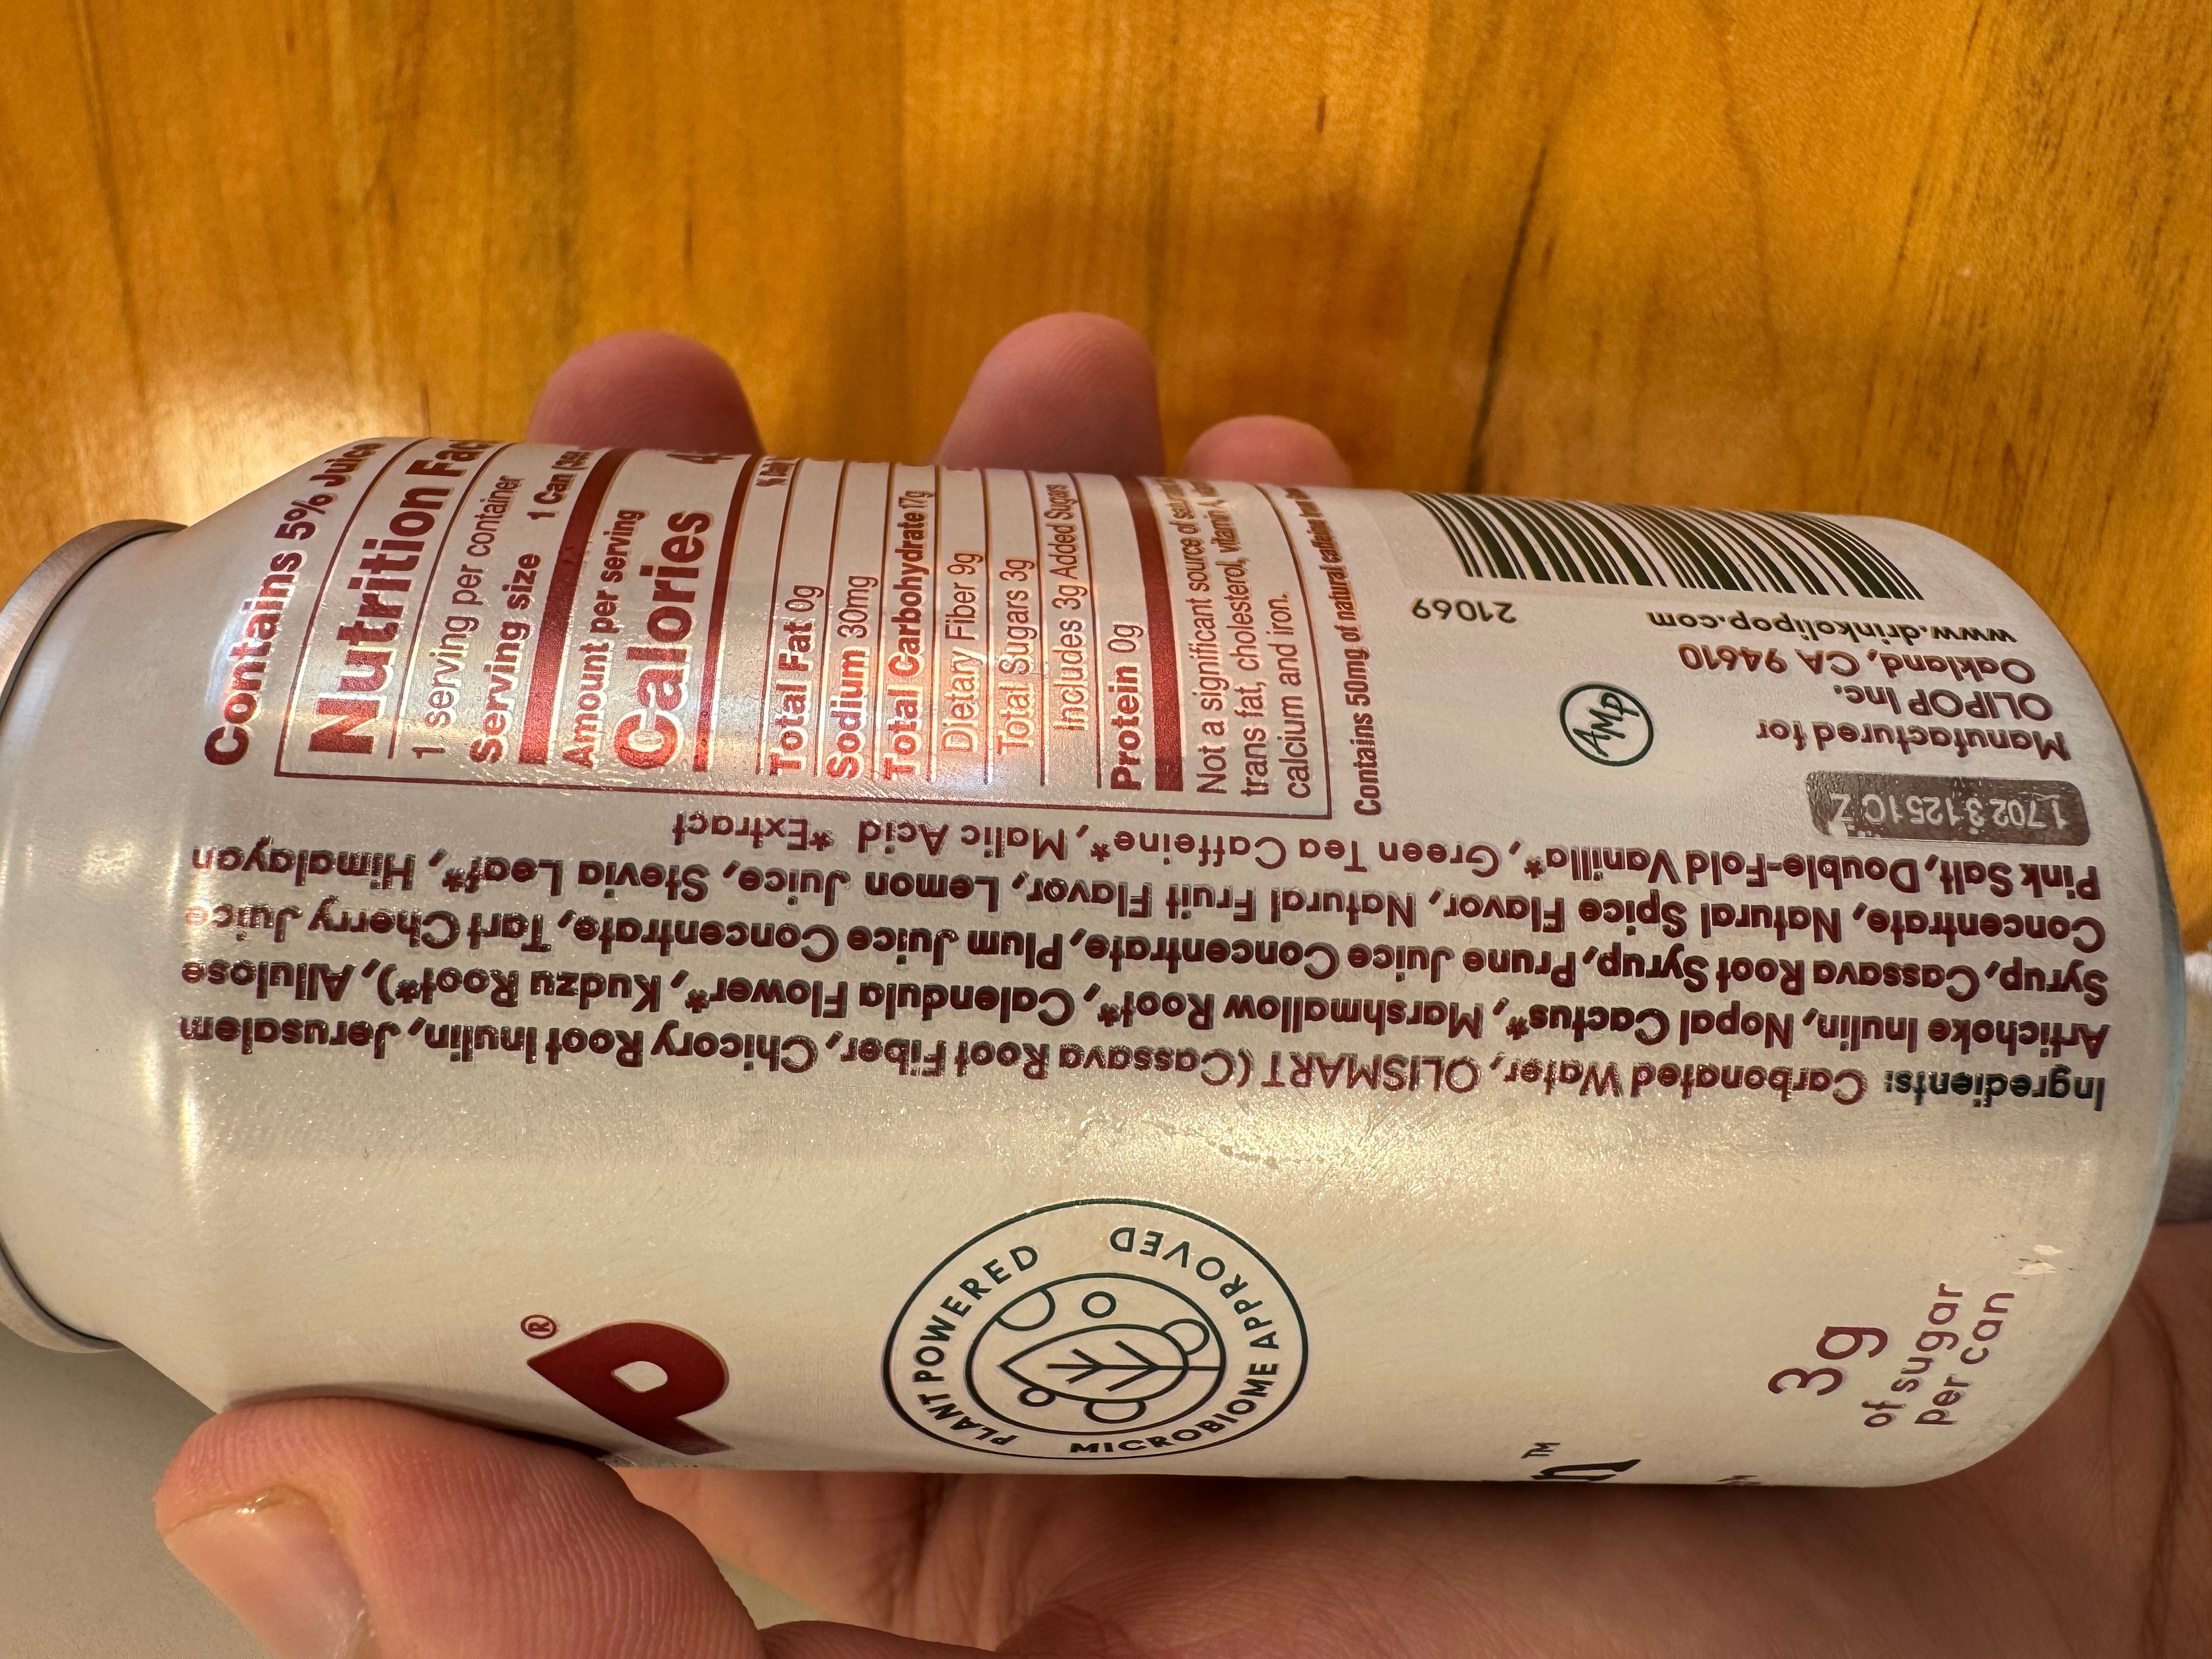 Contains 5% Juice
Nutrition
1 serving per container
Serving size 1 Can
Amount per serving
Calories
Total Fat 0g
Sodium 30mg
Total Carbohydrate 17g
Dietary Fiber 9g
Total Sugars 3g
Includes 3g Added Sugars
Protein 0g
Not a significant source of
trans fat, cholesterol, vitamin
calcium and iron.
Contains 50mg of natural caffeine
Ingredients: Carbonated Water, OLISMART (Cassava Root Fiber, Chicory Root Inulin, Jerusalem
Artichoke Inulin, Nopal Cactus*, Marshmallow Root*, Calendula Flower*, Kudzu Root*), Allulose
Syrup, Cassava Root Syrup, Prune Juice Concentrate, Plum Juice Concentrate, Tart Cherry Juice
Concentrate, Natural Spice Flavor, Natural Fruit Flavor, Lemon Juice, Stevia Leaf*, Himalayan
Pink Salt, Double-Fold Vanilla*, Green Tea Caffeine*, Malic Acid *Extract
17023 1251C Z
Manufactured for
OLIPOP Inc.
Oakland, CA 94610
www.drinkolipop.com
AMP
21069
P®
PLANT POWERED
MICROBIOME APPROVED
n™
3g
of sugar
per can